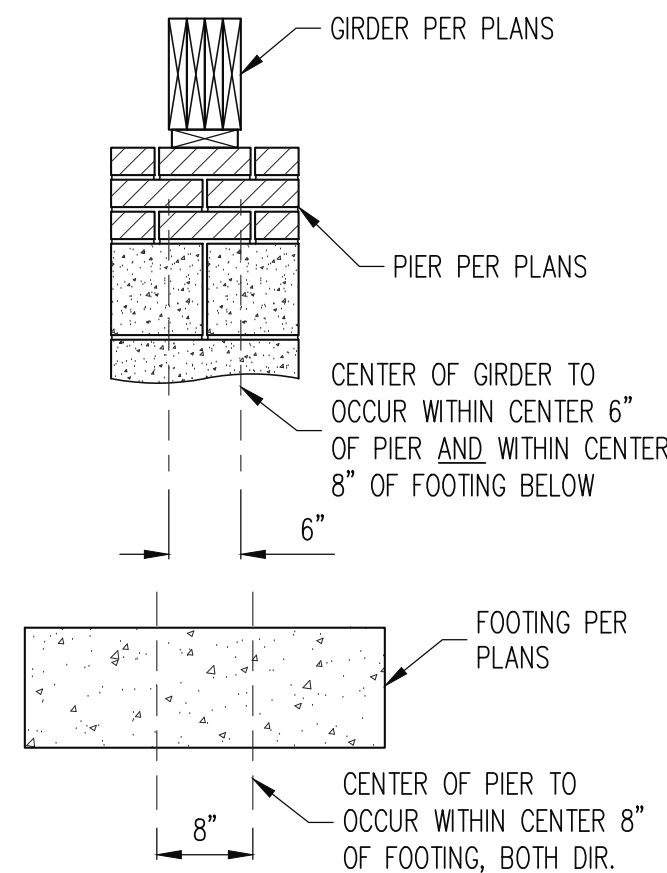 GIRDER PER PLANS
PIER PER PLANS
CENTER OF GIRDER TO
OCCUR WITHIN CENTER 6”
OF PIER AND WITHIN CENTER
8” OF FOOTING BELOW
6”
FOOTING PER
PLANS
CENTER OF PIER TO
OCCUR WITHIN CENTER 8”
OF FOOTING, BOTH DIR.
8”